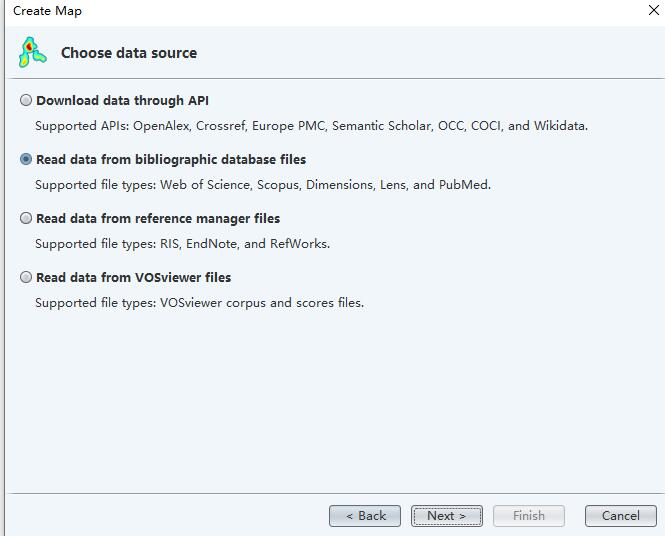 Create Map
Choose data source
Download data through API
Supported APIs: OpenAlex, Crossref, Europe PMC, Semantic Scholar, OCC, COCI, and Wikidata.
Read data from bibliographic database files
Supported file types: Web of Science, Scopus, Dimensions, Lens, and PubMed.
Read data from reference manager files
Supported file types: RIS, EndNote, and RefWorks.
Read data from VOSviewer files
Supported file types: VOSviewer corpus and scores files.
< Back Next > Finish Cancel